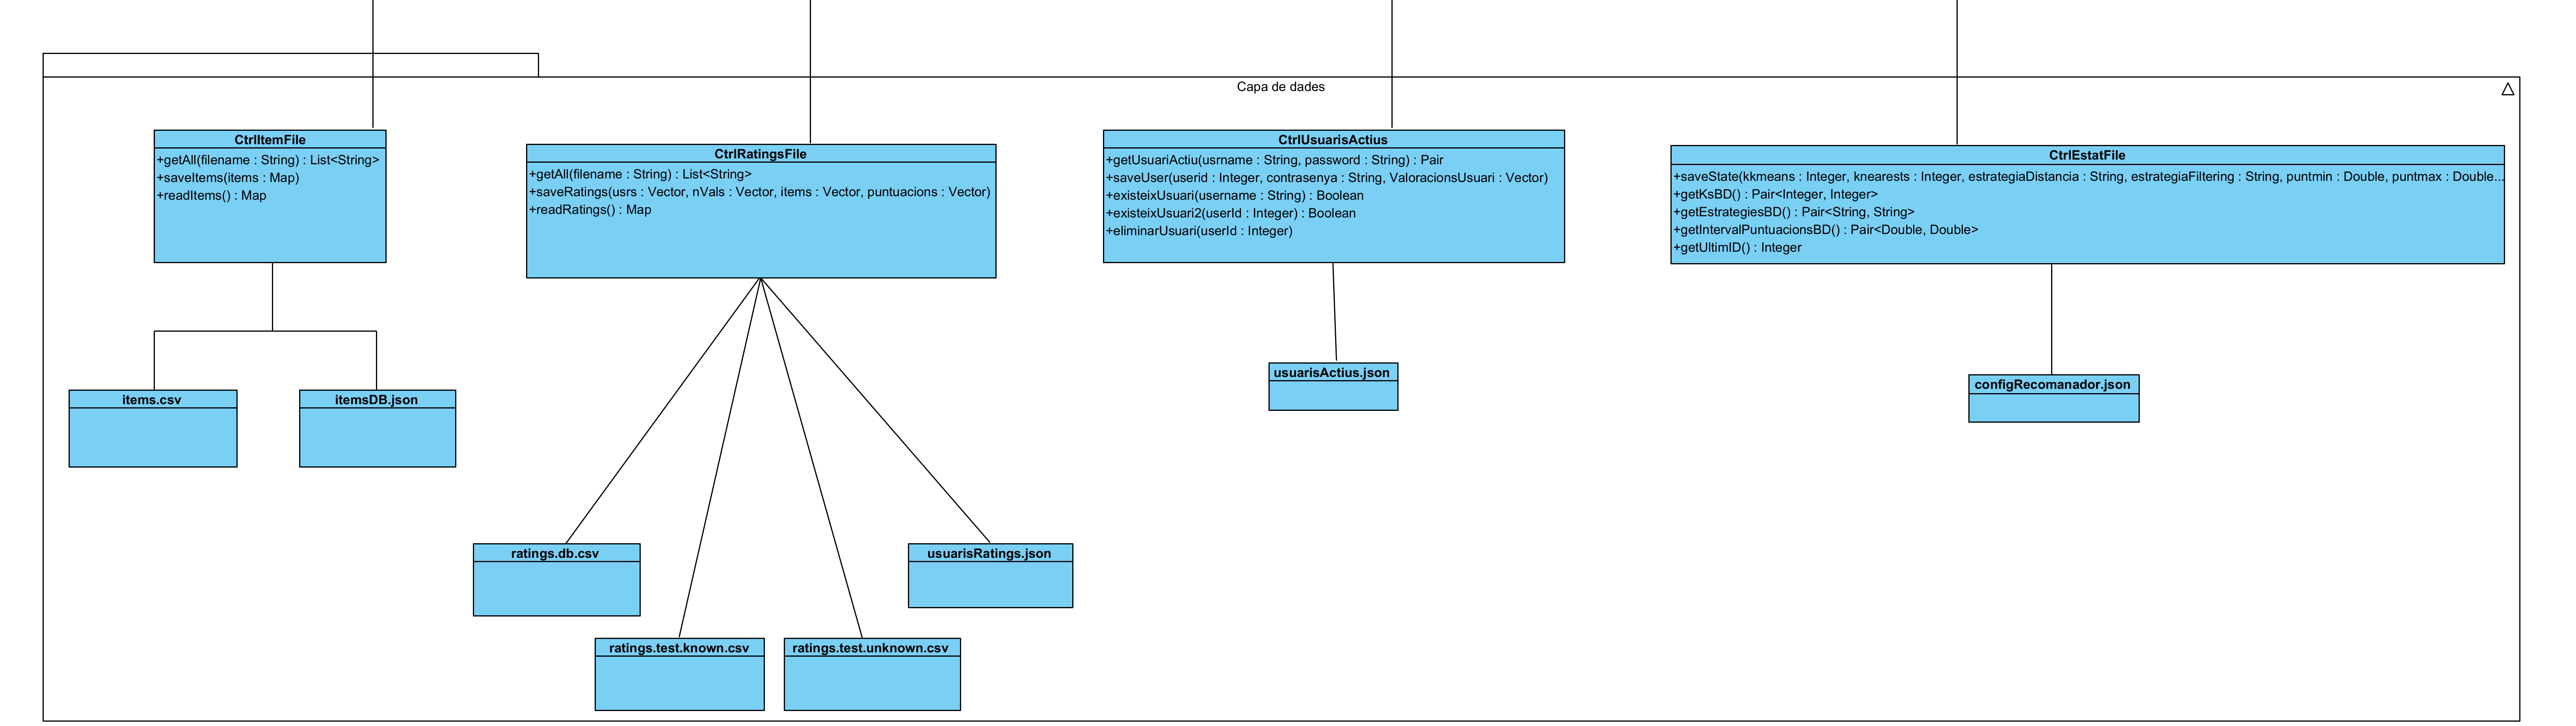 Capa de dades
CtrlItemFile
+getAll(filename : String) : List<String>
+saveItems(items : Map)
+readItems() : Map
CtrlRatingsFile
+getAll(filename : String) : List<String>
+saveRatings(usrs : Vector, nVals : Vector, items : Vector, puntuacions : Vector)
+readRatings() : Map
CtrlUsuarisActius
+getUsuariActiu(usrname : String, password : String) : Pair
+saveUser(userid : Integer, contrasenya : String, ValoracionsUsuari : Vector)
+existeixUsuari(username : String) : Boolean
+existeixUsuari2(userId : Integer) : Boolean
+eliminarUsuari(userId : Integer)
CtrlEstatFile
+saveState(kkmeans : Integer, knearests : Integer, estrategiaDistancia : String, estrategiaFiltering : String, puntmin : Double, puntmax : Double...
+getKsBD() : Pair<Integer, Integer>
+getEstrategiesBD() : Pair<String, String>
+getIntervalPuntuacionsBD() : Pair<Double, Double>
+getUltimID() : Integer
items.csv
itemsDB.json
usuarisActius.json
configRecomanador.json
ratings.db.csv
usuarisRatings.json
ratings.test.known.csv
ratings.test.unknown.csv